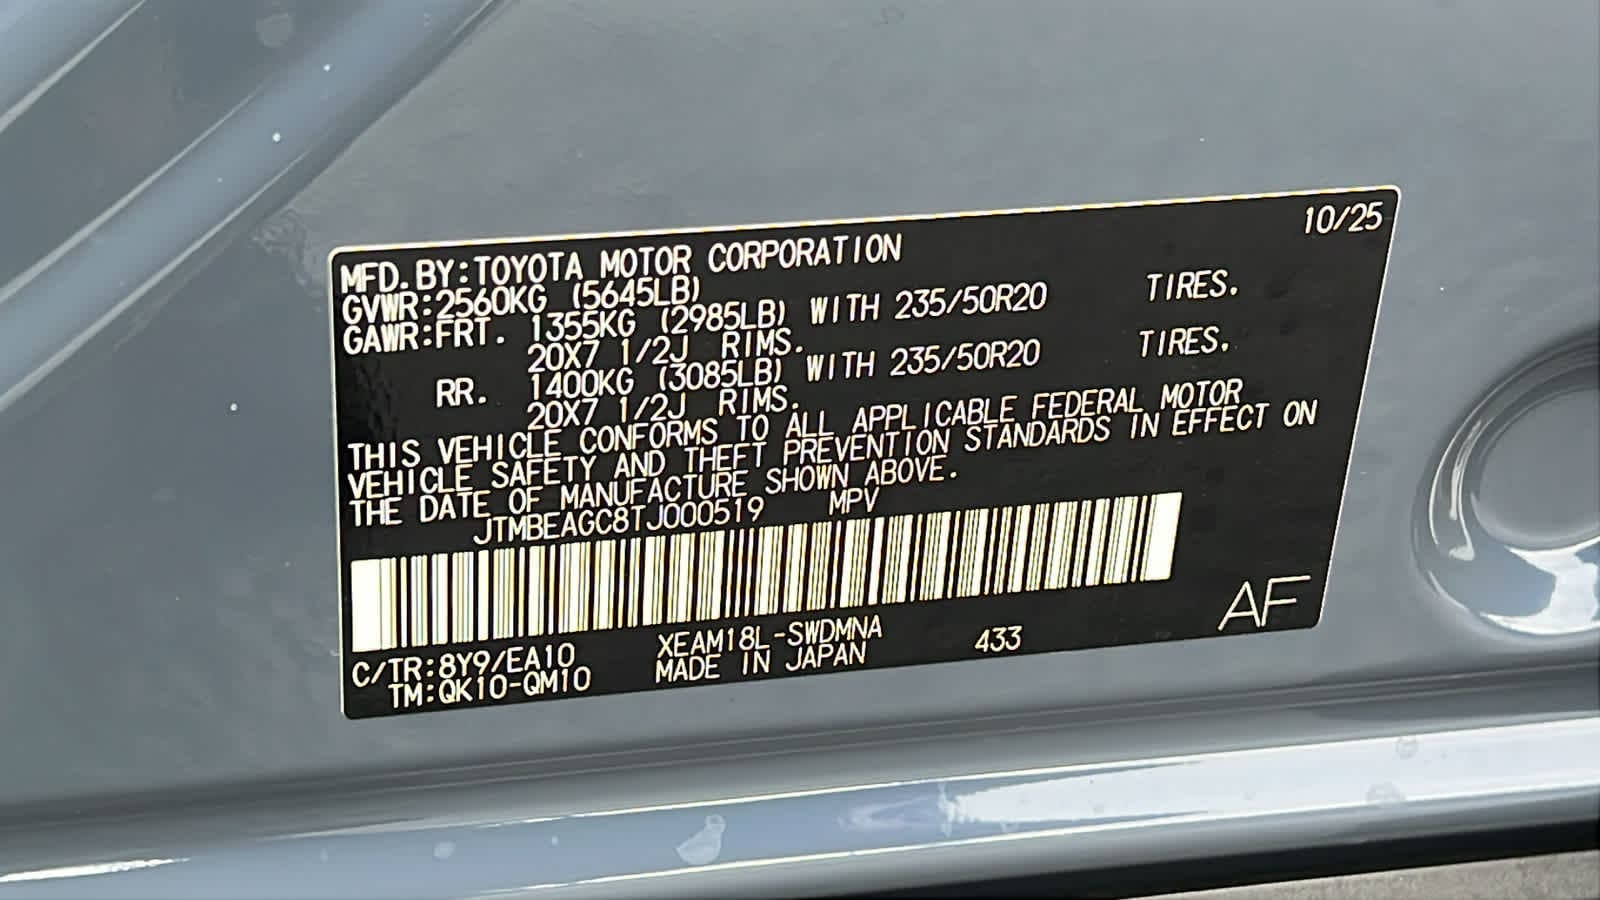 10/25
MFD.BY:TOYOTA MOTOR CORPORATION
GVWR:2560KG (5645LB)
GAWR:FRT. 1355KG (2985LB) WITH 235/50R20 TIRES.
20X7 1/2J RIMS.
RR. 1400KG (3085LB) WITH 235/50R20 TIRES.
20X7 1/2J RIMS.
THIS VEHICLE CONFORMS TO ALL APPLICABLE FEDERAL MOTOR
VEHICLE SAFETY AND THEFT PREVENTION STANDARDS IN EFFECT ON
THE DATE OF MANUFACTURE SHOWN ABOVE.
JTMBEAGC8TJ000519 MPV
C/TR:8Y9/EA10 XEAM18L-SWDMNA 433 AF
TM:QK10-QM10 MADE IN JAPAN